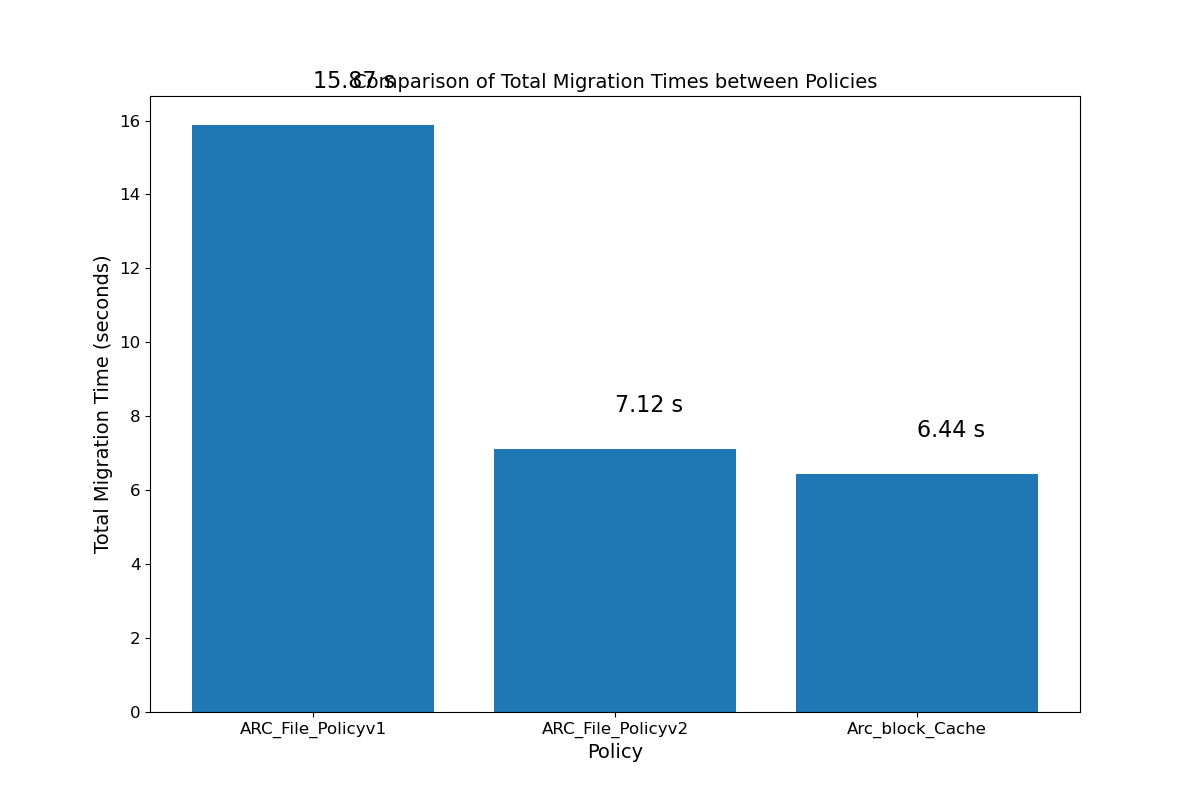 15.87 s
Comparison of Total Migration Times between Policies
16
14
12
10
8
6
4
2
0
Total Migration Time (seconds)
7.12 s
6.44 s
ARC_File_Policyv1
ARC_File_Policyv2
Arc_block_Cache
Policy